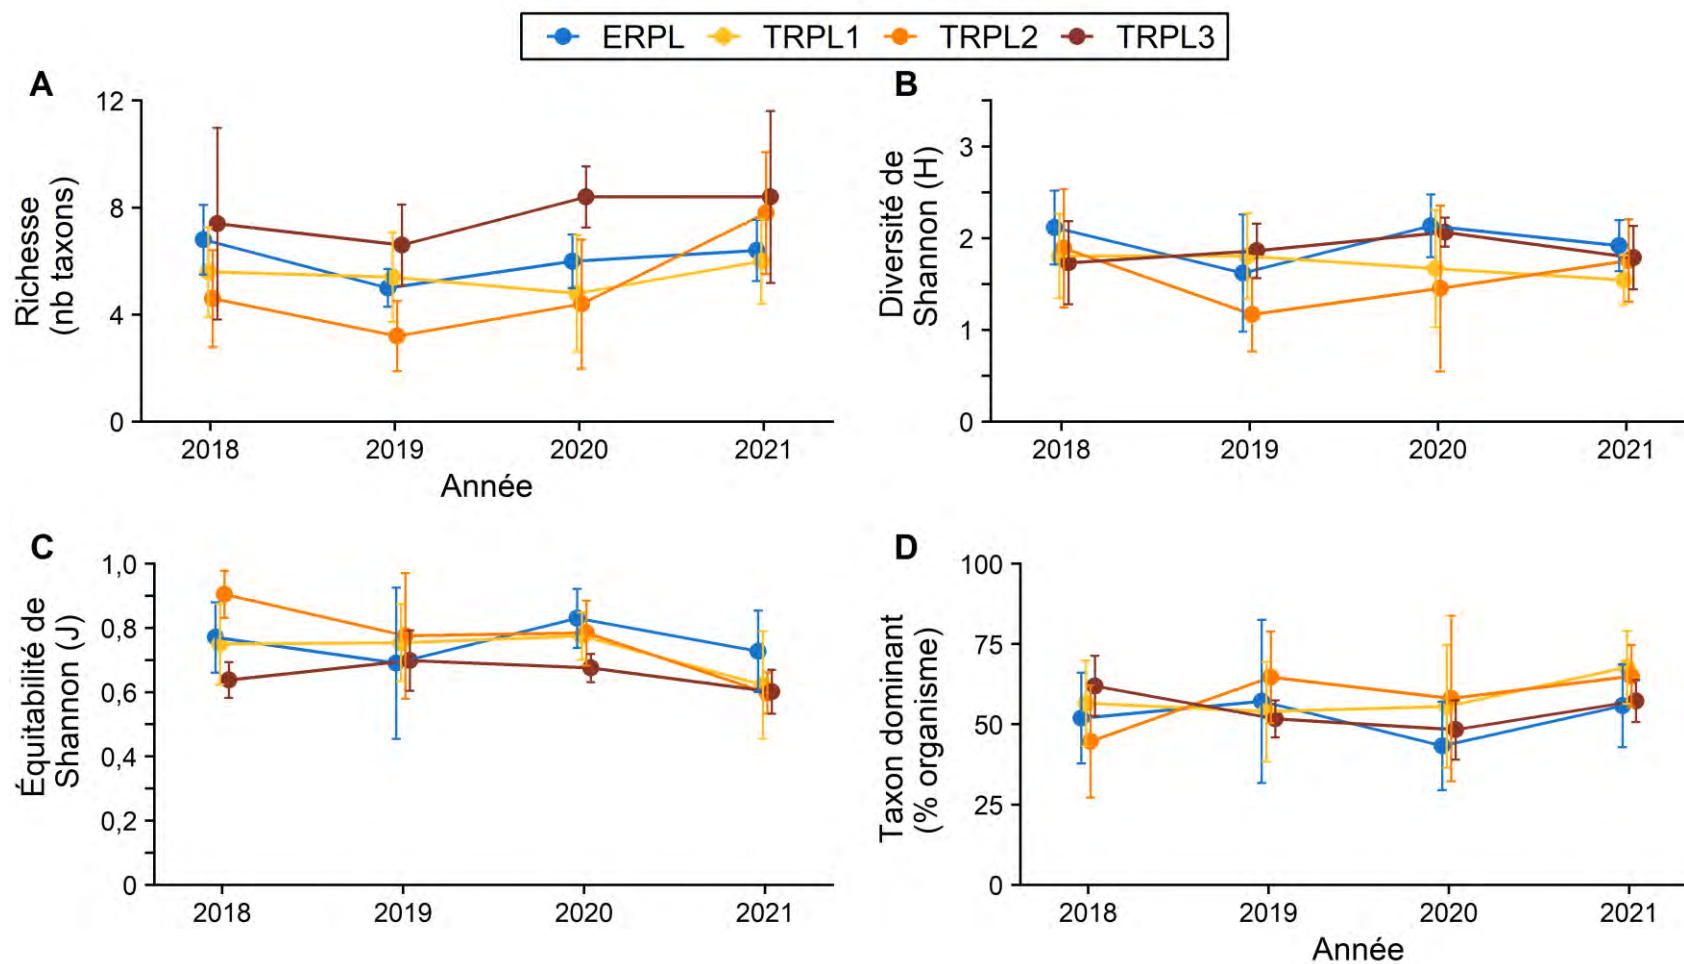 ERPL TRPL1 TRPL2 TRPL3
A
Richesse
(nb taxons)
12
8
4
0
2018 2019 2020 2021
Année
B
Diversité de
Shannon (H)
3
2
1
0
2018 2019 2020 2021
C
Équitabilité de
Shannon (J)
1,0
0,8
0,6
0,4
0,2
0
2018 2019 2020 2021
D
Taxon dominant
(% organisme)
100
75
50
25
0
2018 2019 2020 2021
Année